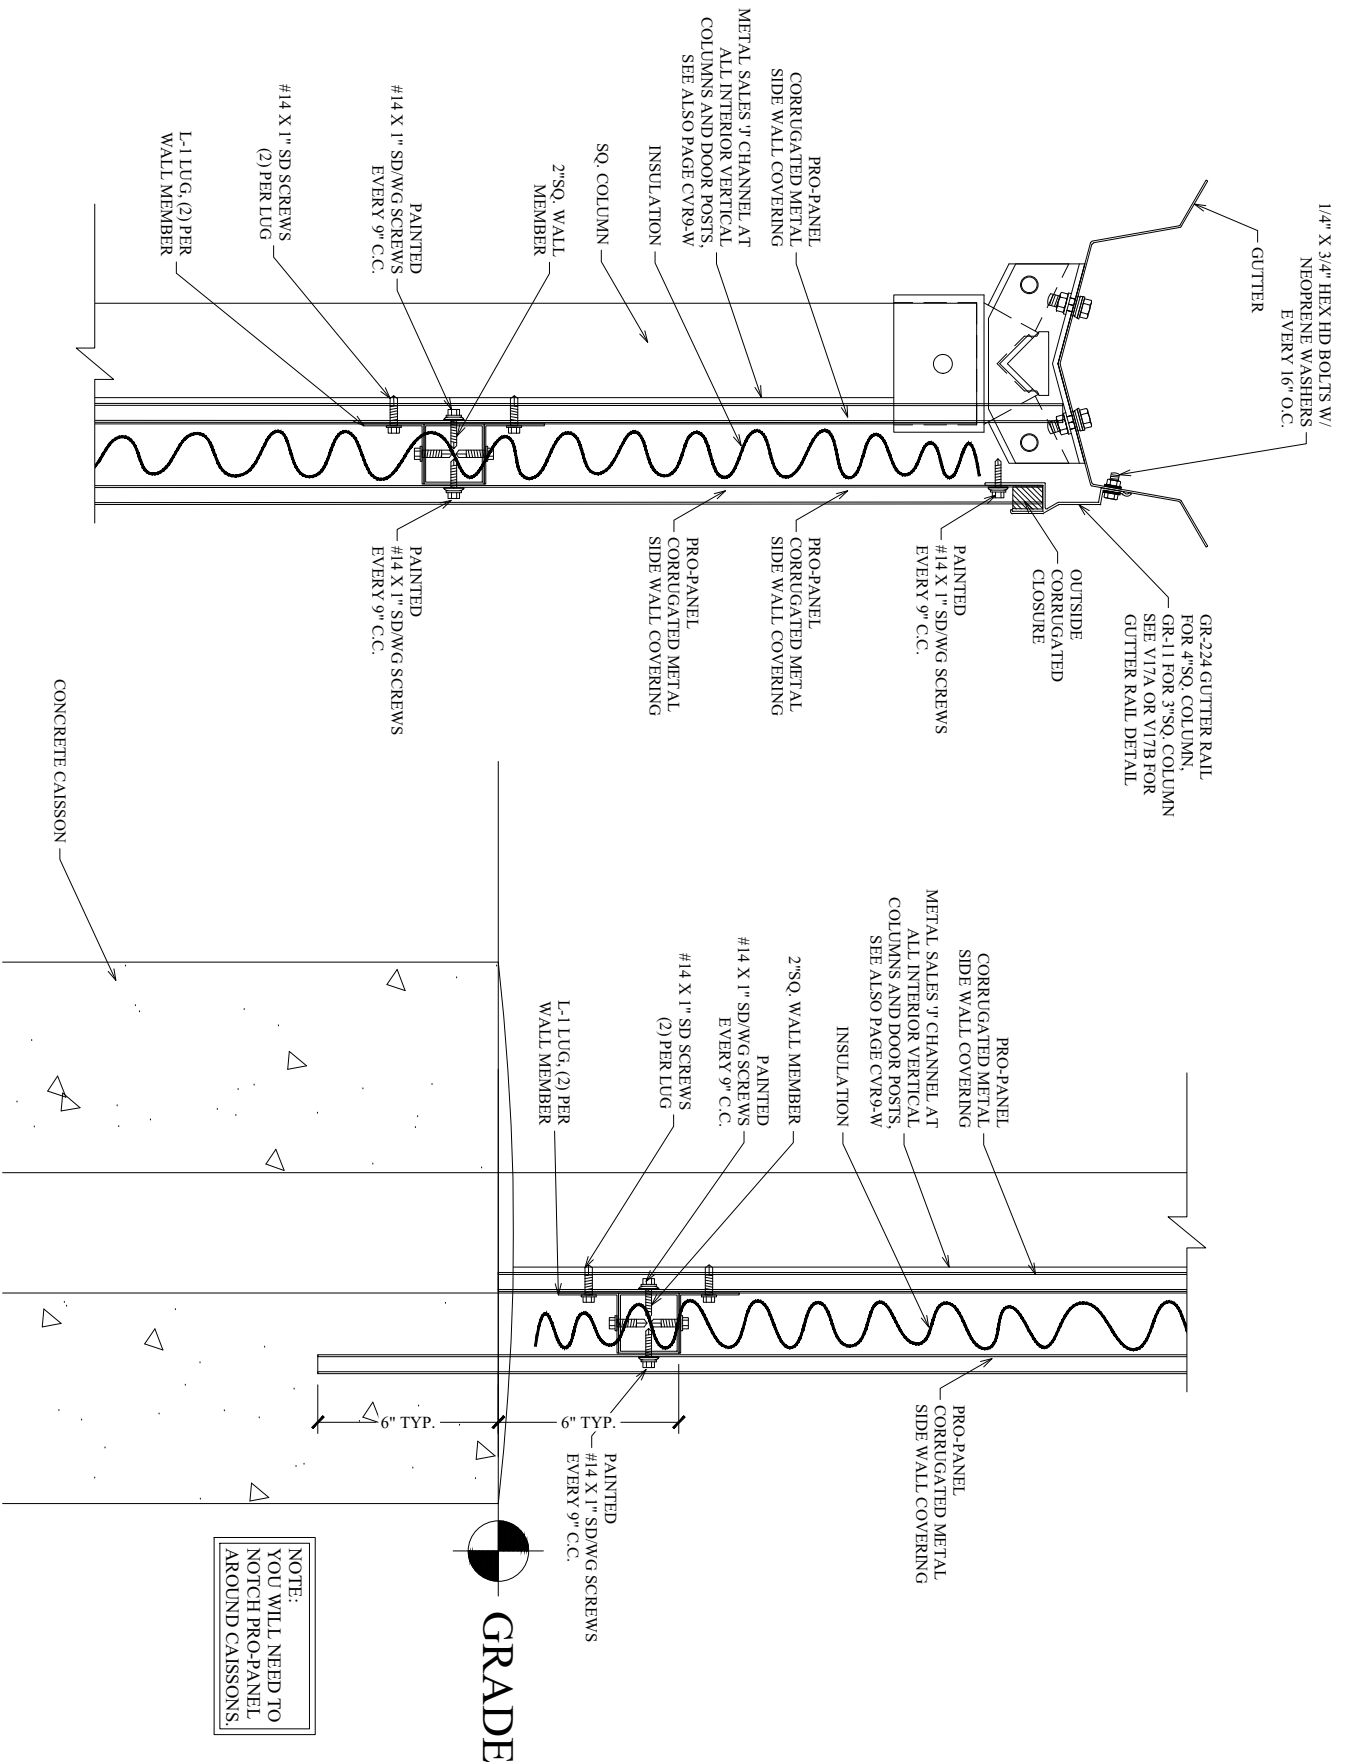 1/4" X 3/4" HEX HD BOLTS W/
NEOPRENE WASHERS
EVERY 16" O.C.
GUTTER
PRO-PANEL
CORRUGATED METAL
SIDE WALL COVERING
METAL SALES 'J' CHANNEL AT
ALL INTERIOR VERTICAL
COLUMNS AND DOOR POSTS,
SEE ALSO PAGE CVR9-W
INSULATION
SQ. COLUMN
2"SQ. WALL
MEMBER
PAINTED
#14 X 1" SD/WG SCREWS
EVERY 9" C.C.
#14 X 1" SD SCREWS
(2) PER LUG
L-1 LUG, (2) PER
WALL MEMBER
GR-224 GUTTER RAIL
FOR 4"SQ. COLUMN,
GR-11 FOR 3"SQ. COLUMN
SEE V17A OR V17B FOR
GUTTER RAIL DETAIL
OUTSIDE
CORRUGATED
CLOSURE
PAINTED
#14 X 1" SD/WG SCREWS
EVERY 9" C.C.
PRO-PANEL
CORRUGATED METAL
SIDE WALL COVERING
PRO-PANEL
CORRUGATED METAL
SIDE WALL COVERING
PAINTED
#14 X 1" SD/WG SCREWS
EVERY 9" C.C.
PRO-PANEL
CORRUGATED METAL
SIDE WALL COVERING
METAL SALES 'J' CHANNEL AT
ALL INTERIOR VERTICAL
COLUMNS AND DOOR POSTS,
SEE ALSO PAGE CVR9-W
INSULATION
2"SQ. WALL MEMBER
PAINTED
#14 X 1" SD/WG SCREWS
EVERY 9" C.C.
#14 X 1" SD SCREWS
(2) PER LUG
L-1 LUG, (2) PER
WALL MEMBER
CONCRETE CAISSON
PRO-PANEL
CORRUGATED METAL
SIDE WALL COVERING
6" TYP.
6" TYP.
PAINTED
#14 X 1" SD/WG SCREWS
EVERY 9" C.C.
GRADE
NOTE:
YOU WILL NEED TO
NOTCH PRO-PANEL
AROUND CAISSONS.